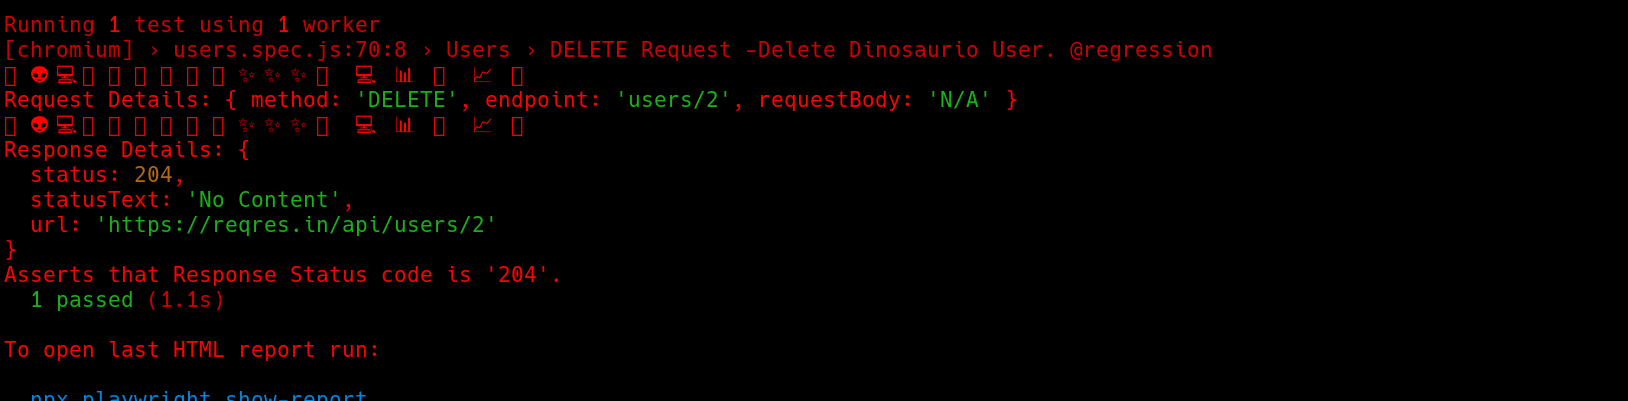 Running 1 test using 1 worker
[chromium] › users.spec.js:70:8 › Users › DELETE Request -Delete Dinosaurio User. @regression
👽 💻 ✨ ✨ ✨ 💻 📊 📈
Request Details: { method: 'DELETE', endpoint: 'users/2', requestBody: 'N/A' }
👽 💻 ✨ ✨ ✨ 💻 📊 📈
Response Details: {
  status: 204,
  statusText: 'No Content',
  url: 'https://reqres.in/api/users/2'
}
Asserts that Response Status code is '204'.
  1 passed (1.1s)
To open last HTML report run:
  npx playwright show-report